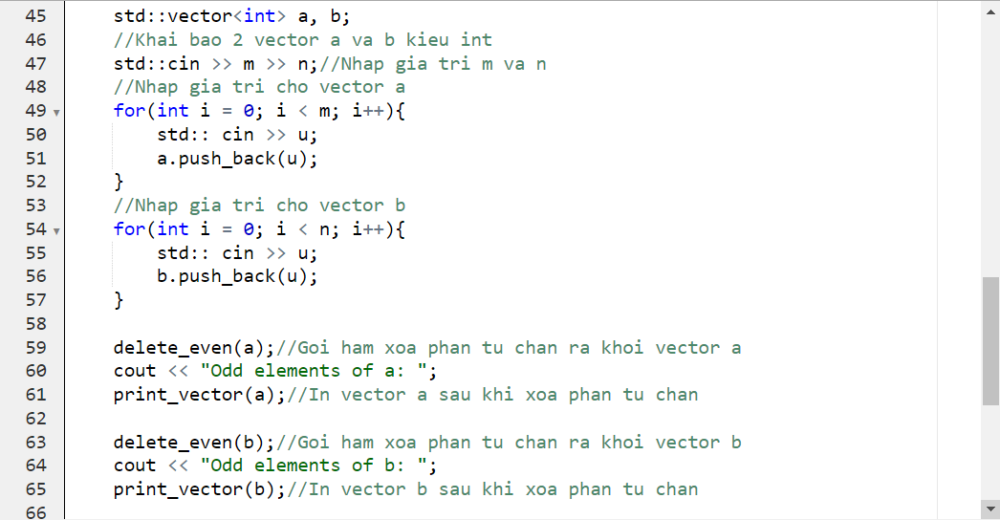 45 std::vector<int> a, b;
46 //Khai bao 2 vector a va b kieu int
47 std::cin >> m >> n;//Nhap gia tri m va n
48 //Nhap gia tri cho vector a
49 for(int i = 0; i < m; i++){
50 std:: cin >> u;
51 a.push_back(u);
52 }
53 //Nhap gia tri cho vector b
54 for(int i = 0; i < n; i++){
55 std:: cin >> u;
56 b.push_back(u);
57 }
58
59 delete_even(a);//Goi ham xoa phan tu chan ra khoi vector a
60 cout << "Odd elements of a: ";
61 print_vector(a);//In vector a sau khi xoa phan tu chan
62
63 delete_even(b);//Goi ham xoa phan tu chan ra khoi vector b
64 cout << "Odd elements of b: ";
65 print_vector(b);//In vector b sau khi xoa phan tu chan
66